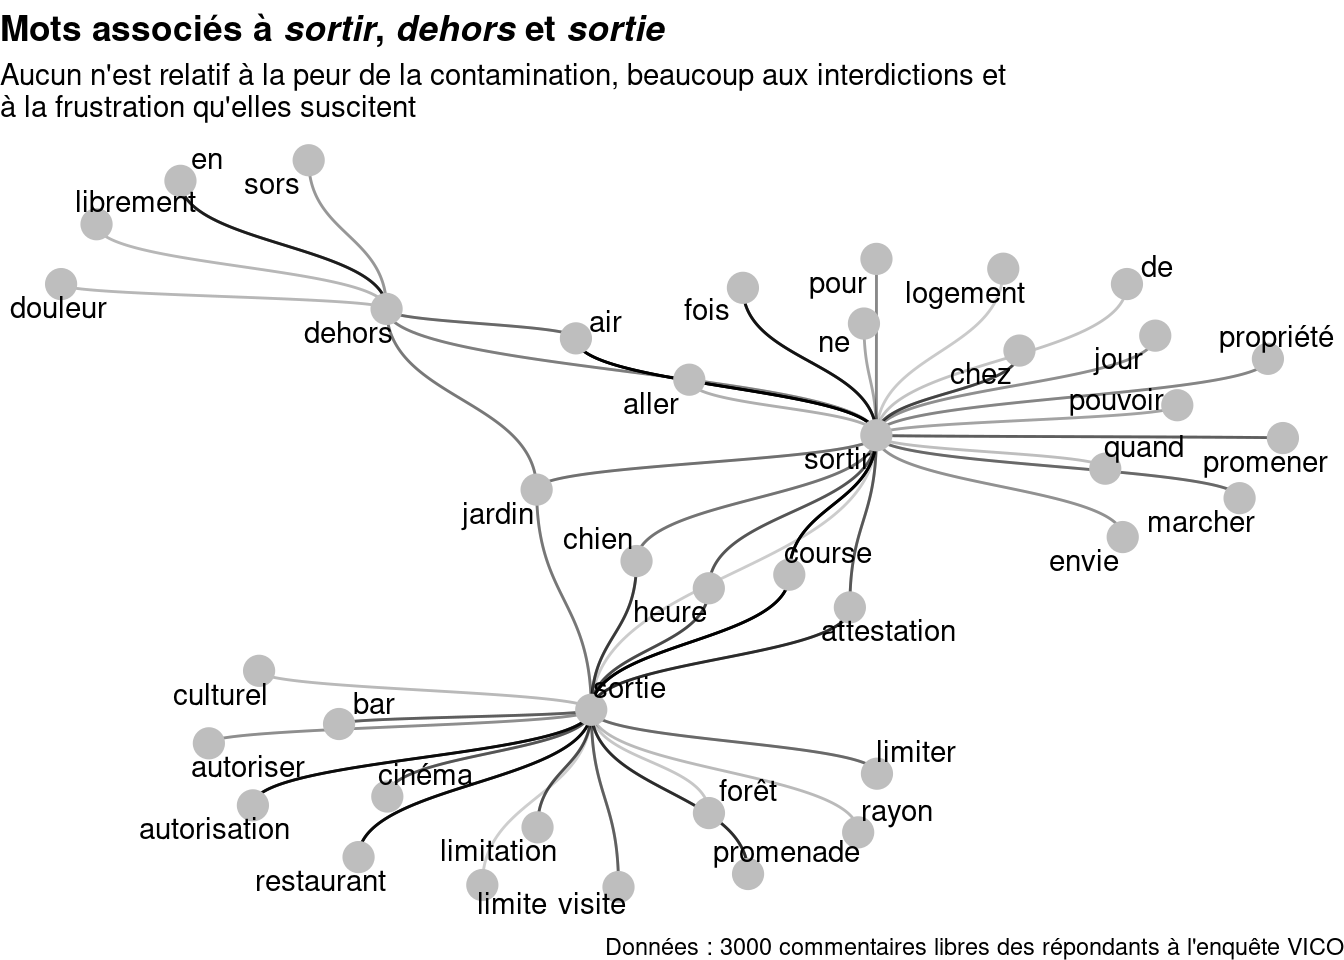 Mots associés à sortir, dehors et sortie
Aucun n'est relatif à la peur de la contamination, beaucoup aux interdictions et
à la frustration qu'elles suscitent
en
sors
librement
douleur
dehors
air
fois
pour
logement
de
ne
chez
jour
propriété
aller
pouvoir
sortir
quand
promener
jardin
marcher
chien
course
envie
heure
attestation
culturel
sortie
bar
autoriser
cinéma
limiter
forêt
rayon
autorisation
limitation
promenade
restaurant
limite
visite
Données : 3000 commentaires libres des répondants à l'enquête VICO